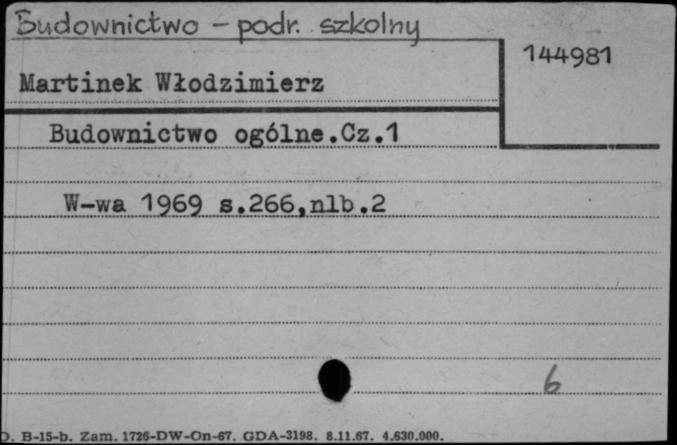 Budownictwo - podr. szkolny
144981
Martinek Włodzimierz
Budownictwo ogólne.Cz.1
W-wa 1969 s.266,nlb.2
6
D. B-15-b. Zam. 1726-DW-On-67. GDA-3198. 8.11.67. 4.630.000.